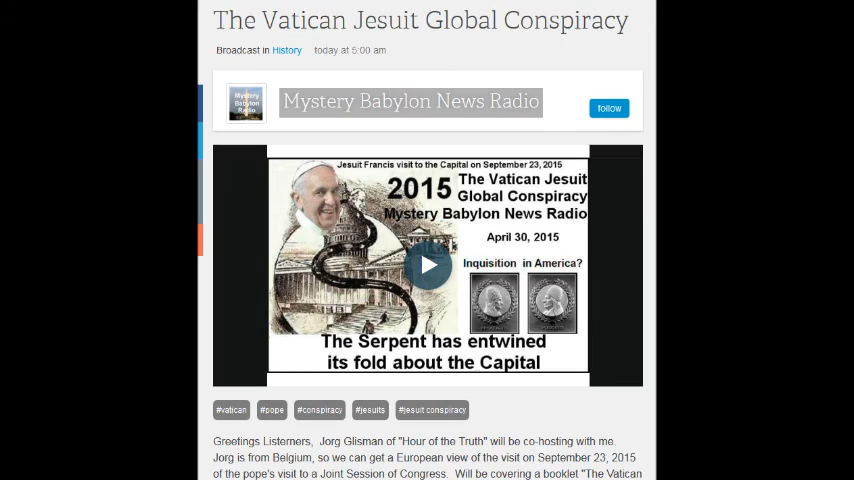 The Vatican Jesuit Global Conspiracy
Broadcast in History today at 5:00 am
Mystery Babylon Radio
Mystery Babylon News Radio
follow
Jesuit Francis visit to the Capital on September 23, 2015
2015
The Vatican Jesuit
Global Conspiracy
Mystery Babylon News Radio
April 30, 2015
Inquisition in America?
The Serpent has entwined
its fold about the Capital
#vatican #pope #conspiracy #jesuits #jesuit conspiracy
Greetings Listerners, Jorg Glisman of "Hour of the Truth" will be co-hosting with me.
Jorg is from Belgium, so we can get a European view of the visit on September 23, 2015
of the pope's visit to a Joint Session of Congress. Will be covering a booklet "The Vatican